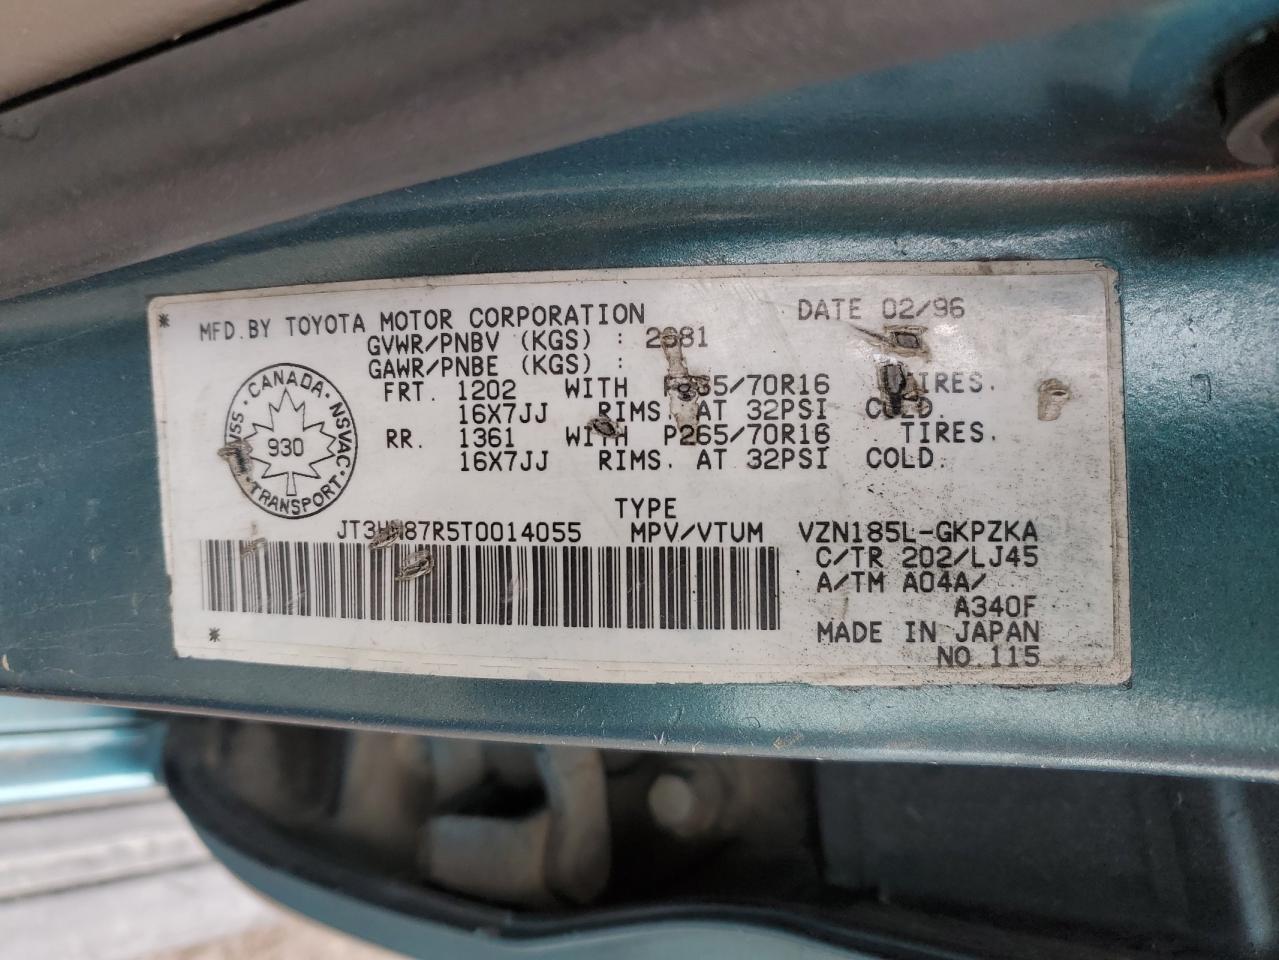 MFD.BY TOYOTA MOTOR CORPORATION DATE 02/96
GVWR/PNBV (KGS) :
GAWR/PNBE (KGS) :
FRT. 1202 WITH TIRES.
16X7JJ RIMS. AT 32PSI COLD.
RR. 1361 WITH P265/70R16 TIRES.
16X7JJ RIMS. AT 32PSI COLD.
CANADA · NSVAC · TRANSPORT ·
930
TYPE
MPV/VTUM VZN185L-GKPZKA
C/TR 202/LJ45
A/TM A04A/
A340F
MADE IN JAPAN
NO.115